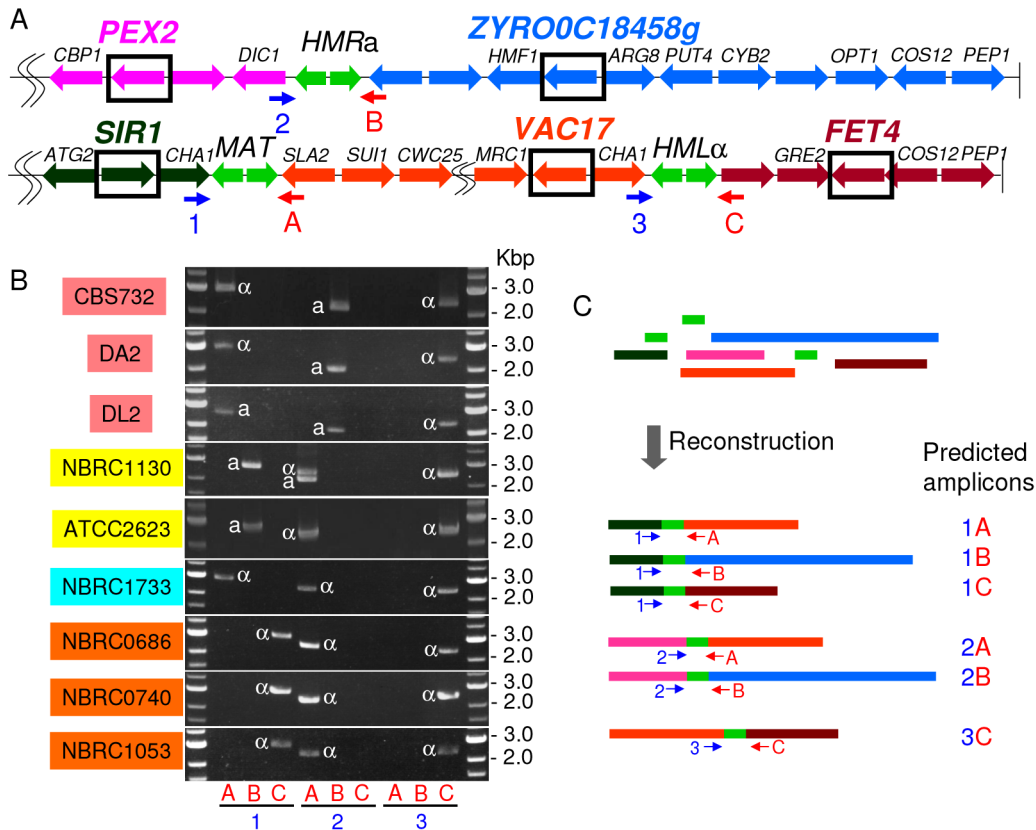 A
PEX2 HMRa ZYRO0C18458g
CBP1 DIC1 HMF1 ARG8 PUT4 CYB2 OPT1 COS12 PEP1
2 B
SIR1 MAT VAC17 HMLα FET4
ATG2 CHA1 SLA2 SUI1 CWC25 MRC1 CHA1 GRE2 COS12 PEP1
1 A 3 C
B Kbp
CBS732 α a α - 3.0
- 2.0
DA2 α a α - 3.0
- 2.0
DL2 α a α - 3.0
- 2.0
NBRC1130 a α a α - 3.0
- 2.0
ATCC2623 a α α - 3.0
- 2.0
NBRC1733 α α α - 3.0
- 2.0
NBRC0686 α α α - 3.0
- 2.0
NBRC0740 α α α - 3.0
- 2.0
NBRC1053 α α α - 3.0
- 2.0
A B C A B C A B C
1 2 3
C
Reconstruction
Predicted
amplicons
1 A 1A
1 B 1B
1 C 1C
2 A 2A
2 B 2B
3 C 3C